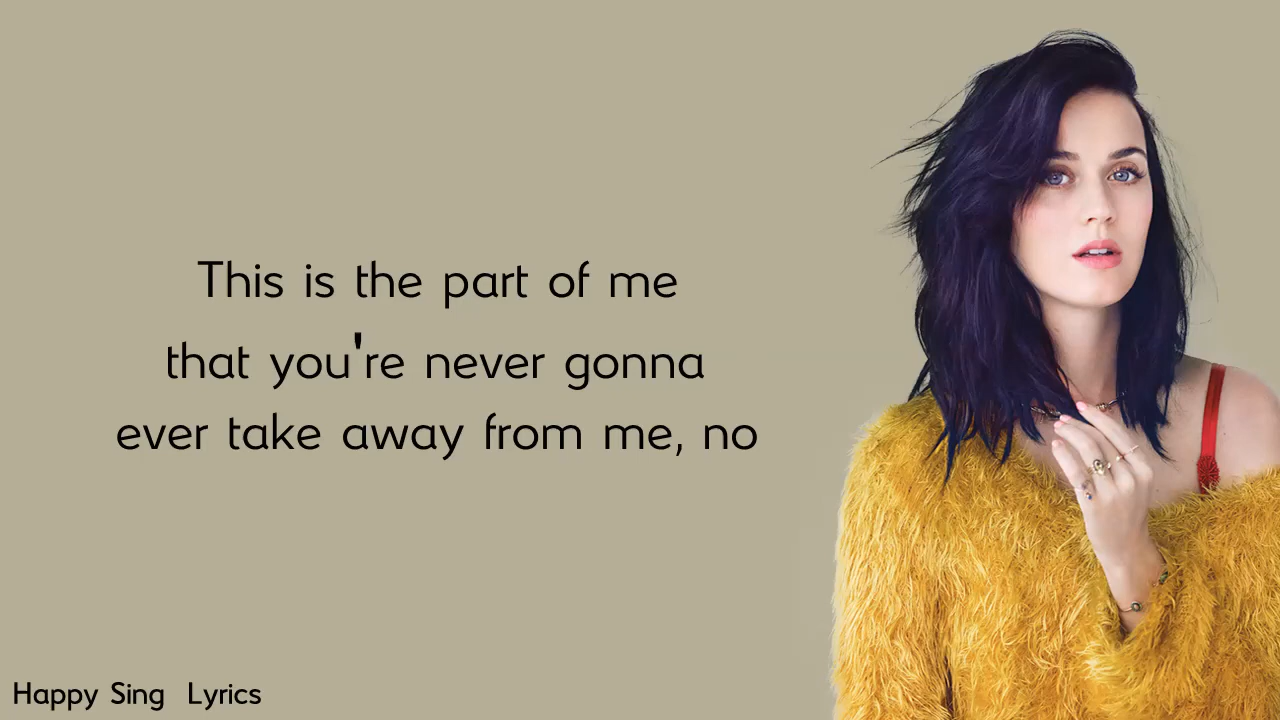 This is the part of me
that you're never gonna
ever take away from me, no
Happy Sing Lyrics